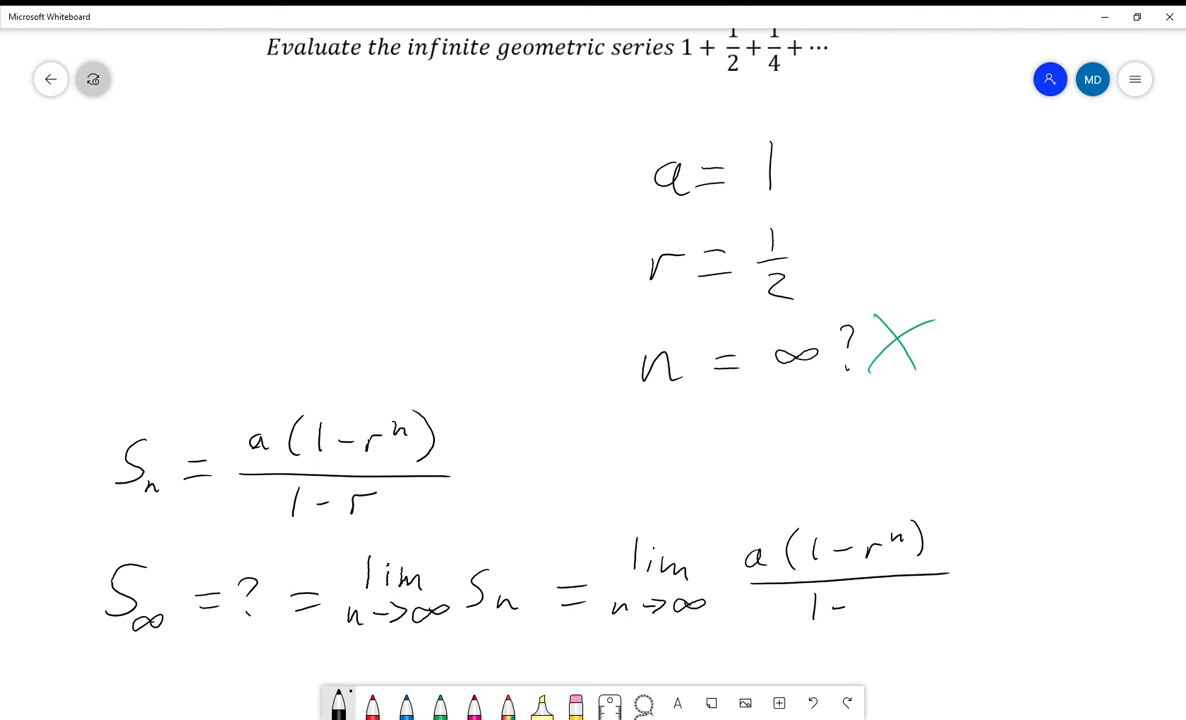 Microsoft Whiteboard
Evaluate the infinite geometric series 1 + 1/2 + 1/4 + ⋯
MD
a = 1
r = 1/2
n = ∞ ? X
Sₙ = a(1 - rⁿ) / 1 - r
S∞ = ? = lim n→∞ Sn = lim n→∞ a(1 - rⁿ) / 1 -
A